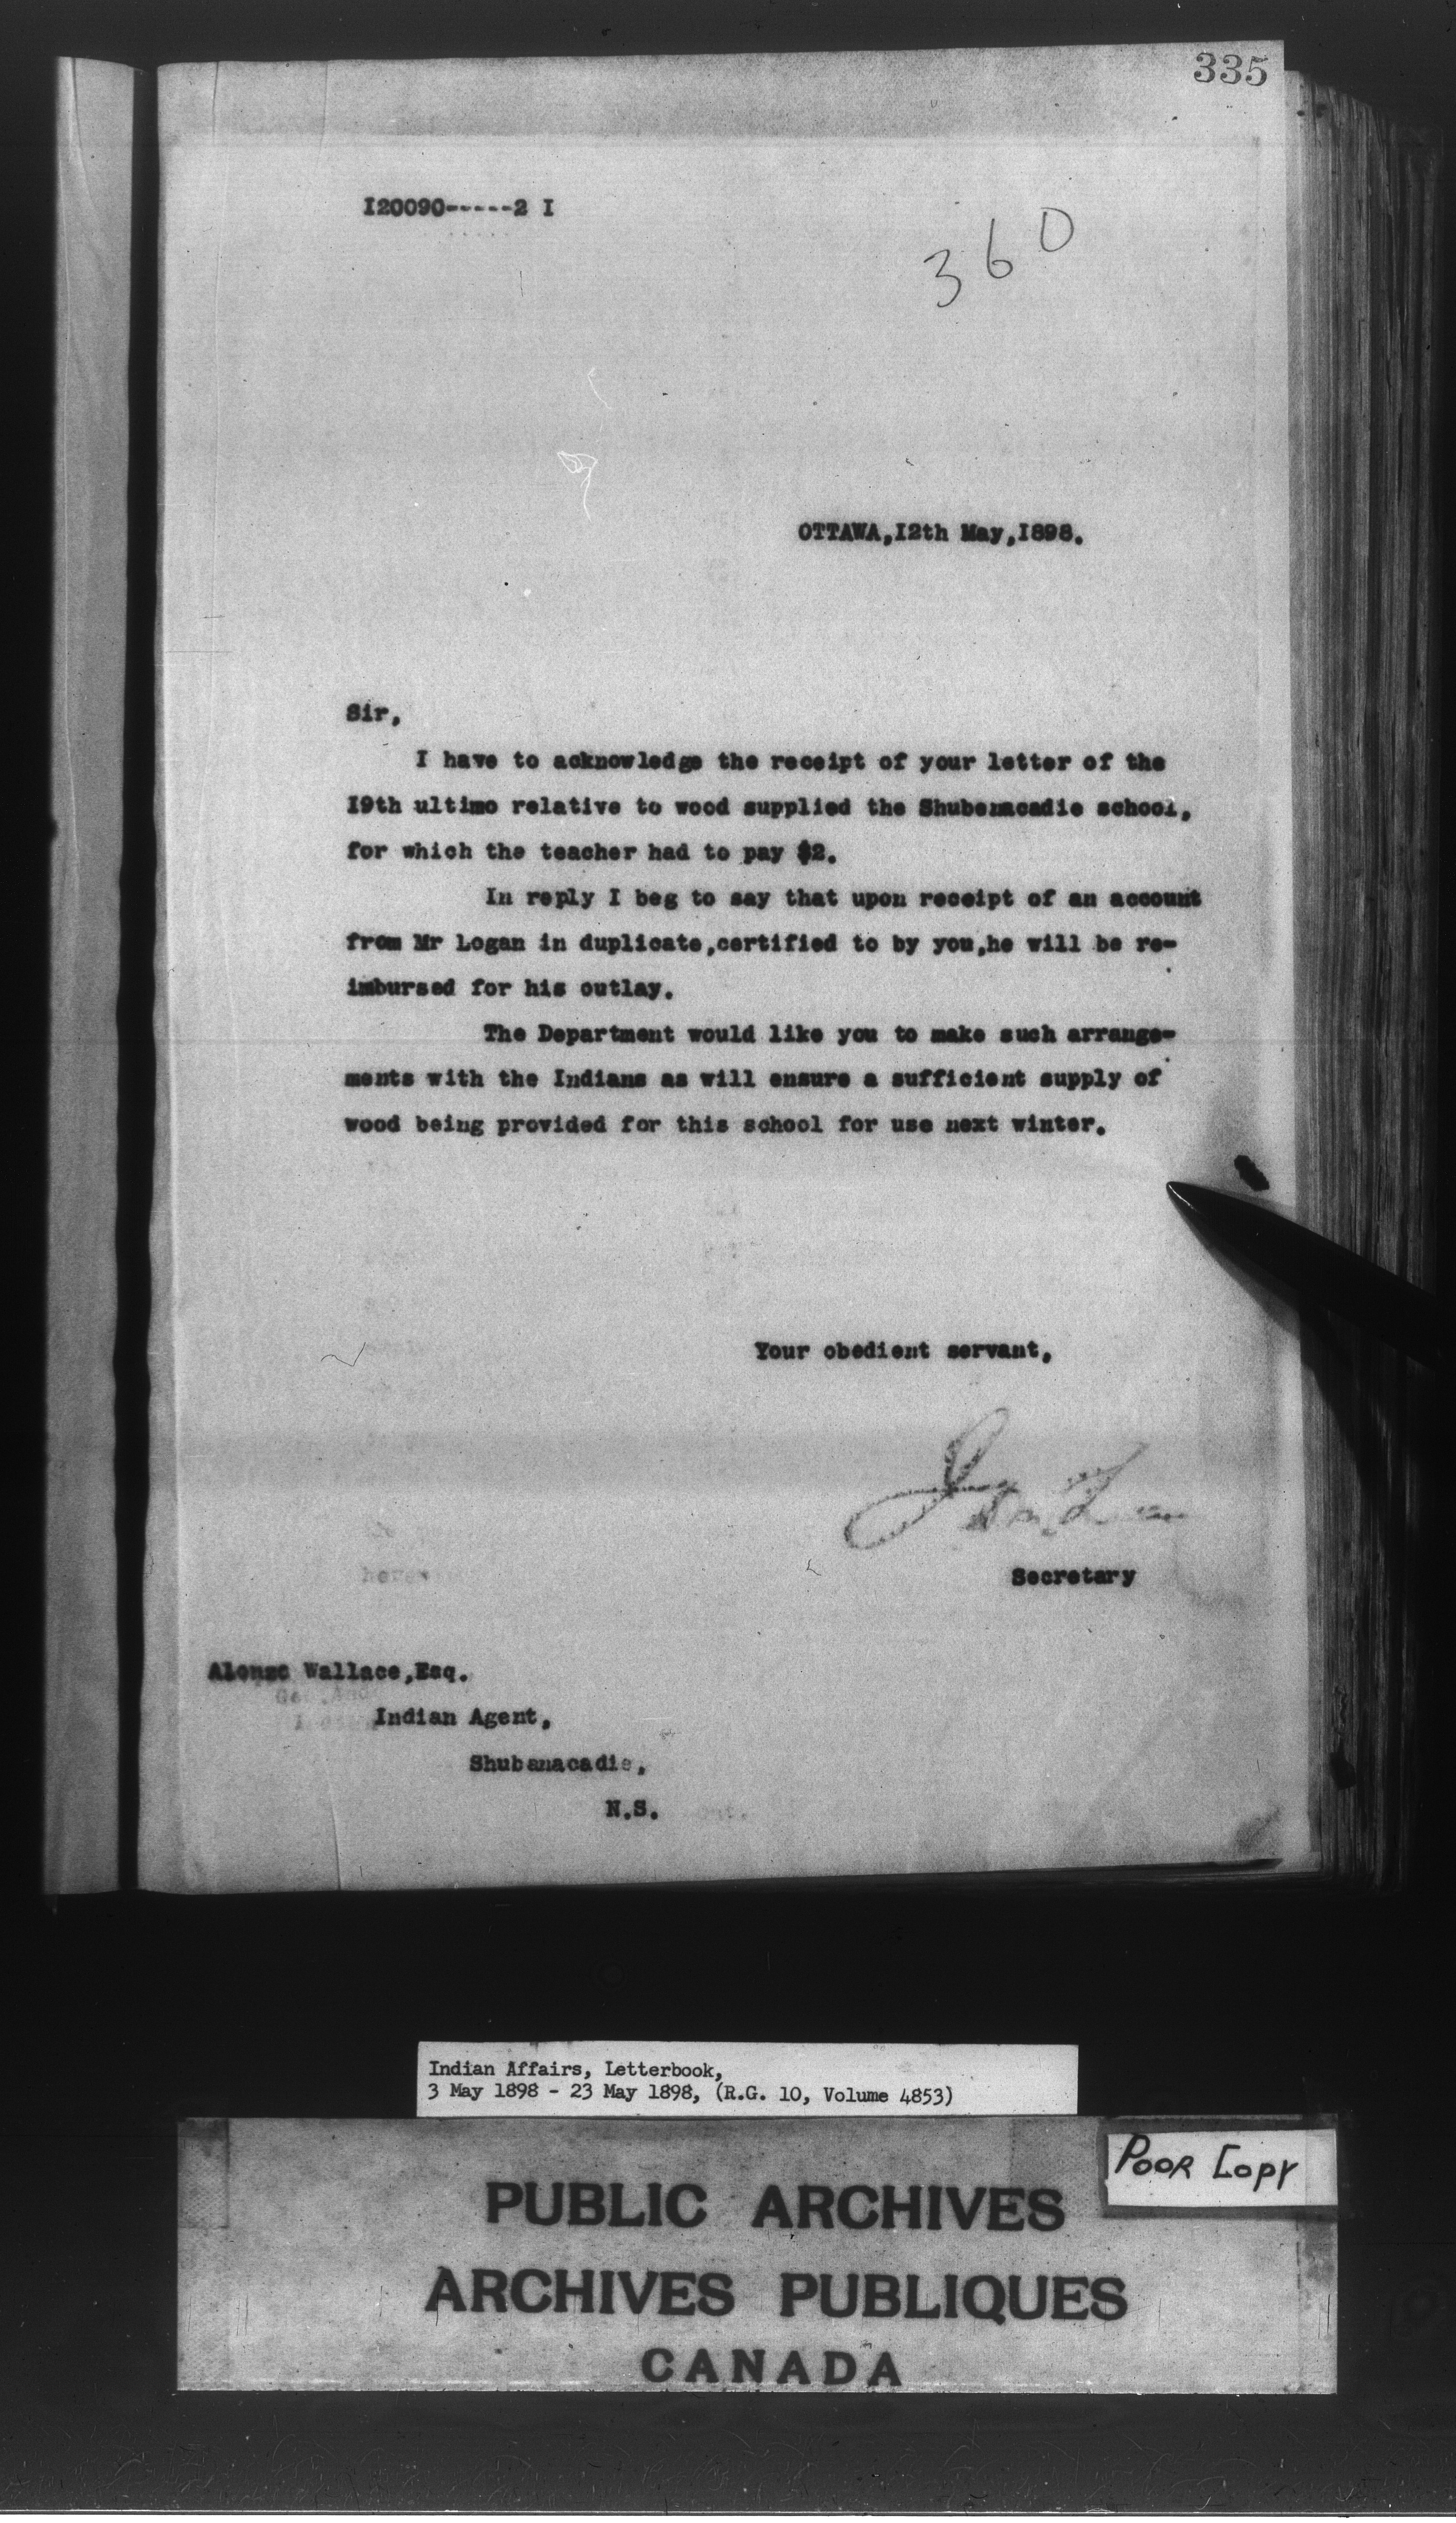 335
I20090-----2 I
360
OTTAWA,I2th May,I898.
Sir,
I have to acknowledge the receipt of your letter of the
I9th ultimo relative to wood supplied the Shubenacadie school,
for which the teacher had to pay $2.
In reply I beg to say that upon receipt of an account
from Mr Logan in duplicate,certified to by you,he will be re-
imbursed for his outlay.
The Department would like you to make such arrange-
ments with the Indians as will ensure a sufficient supply of
wood being provided for this school for use next winter.
Your obedient servant,
Secretary
Alonzo Wallace,Esq.
Indian Agent,
Shubanacadie,
N.S.
Indian Affairs, Letterbook,
3 May 1898 - 23 May 1898, (R.G. 10, Volume 4853)
Poor Copy
PUBLIC ARCHIVES
ARCHIVES PUBLIQUES
CANADA